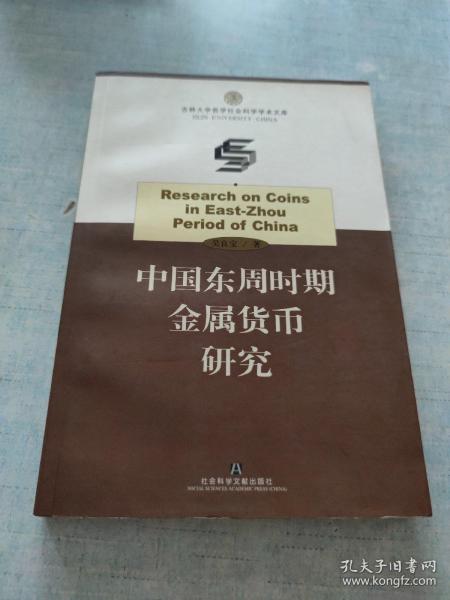 吉林大学哲学社会科学学术文库
JILIN UNIVERSITY CHINA
Research on Coins
in East-Zhou
Period of China
吴良宝 / 著
中国东周时期
金属货币
研究
社会科学文献出版社
SOCIAL SCIENCES ACADEMIC PRESS (CHINA)
孔夫子旧书网
www.kongfz.com